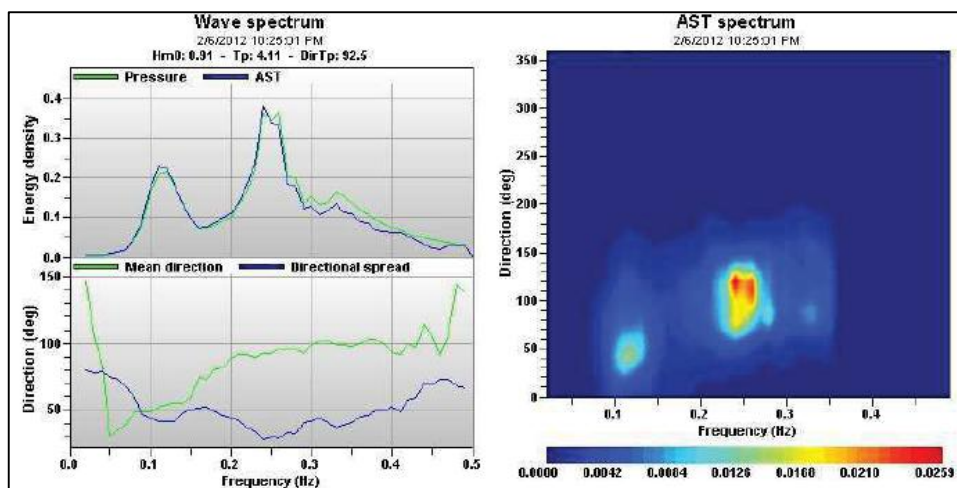 Wave spectrum
2/6/2012 10:25:01 PM
Hm0: 0.91 - Tp: 4.11 - DirTp: 92.5
Pressure AST
Energy density
0.4
0.3
0.2
0.1
0.0
Mean direction Directional spread
Direction (deg)
150
100
50
0.0 0.1 0.2 0.3 0.4 0.5
Frequency (Hz)
AST spectrum
2/6/2012 10:25:01 PM
Direction (deg)
350
300
250
200
150
100
50
0
0.1 0.2 0.3 0.4
Frequency (Hz)
0.0000 0.0042 0.0084 0.0126 0.0168 0.0210 0.0259